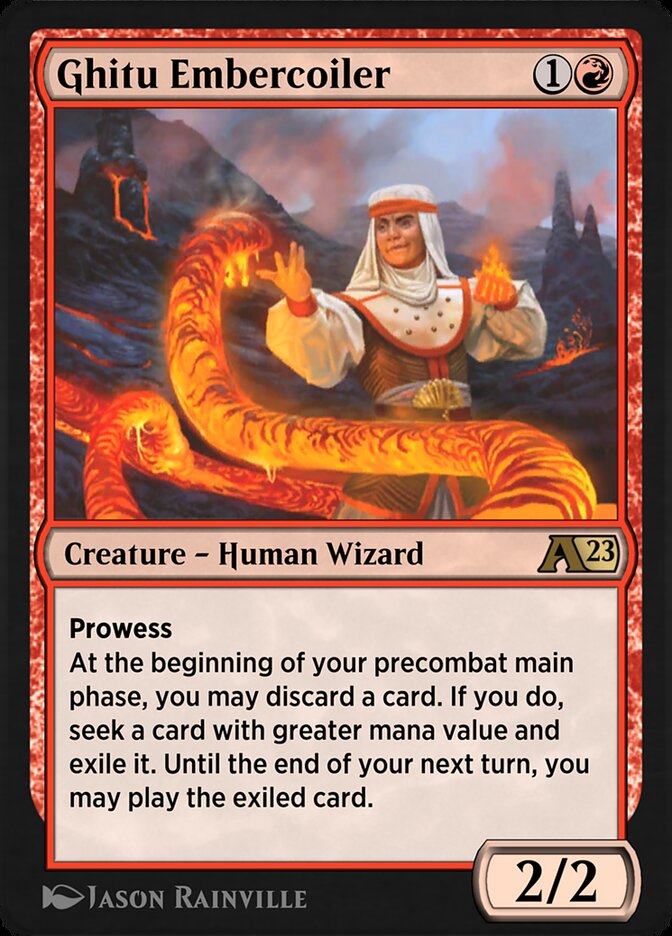 Ghitu Embercoiler 1
Creature – Human Wizard A23
Prowess
At the beginning of your precombat main
phase, you may discard a card. If you do,
seek a card with greater mana value and
exile it. Until the end of your next turn, you
may play the exiled card.
2/2
Jason Rainville